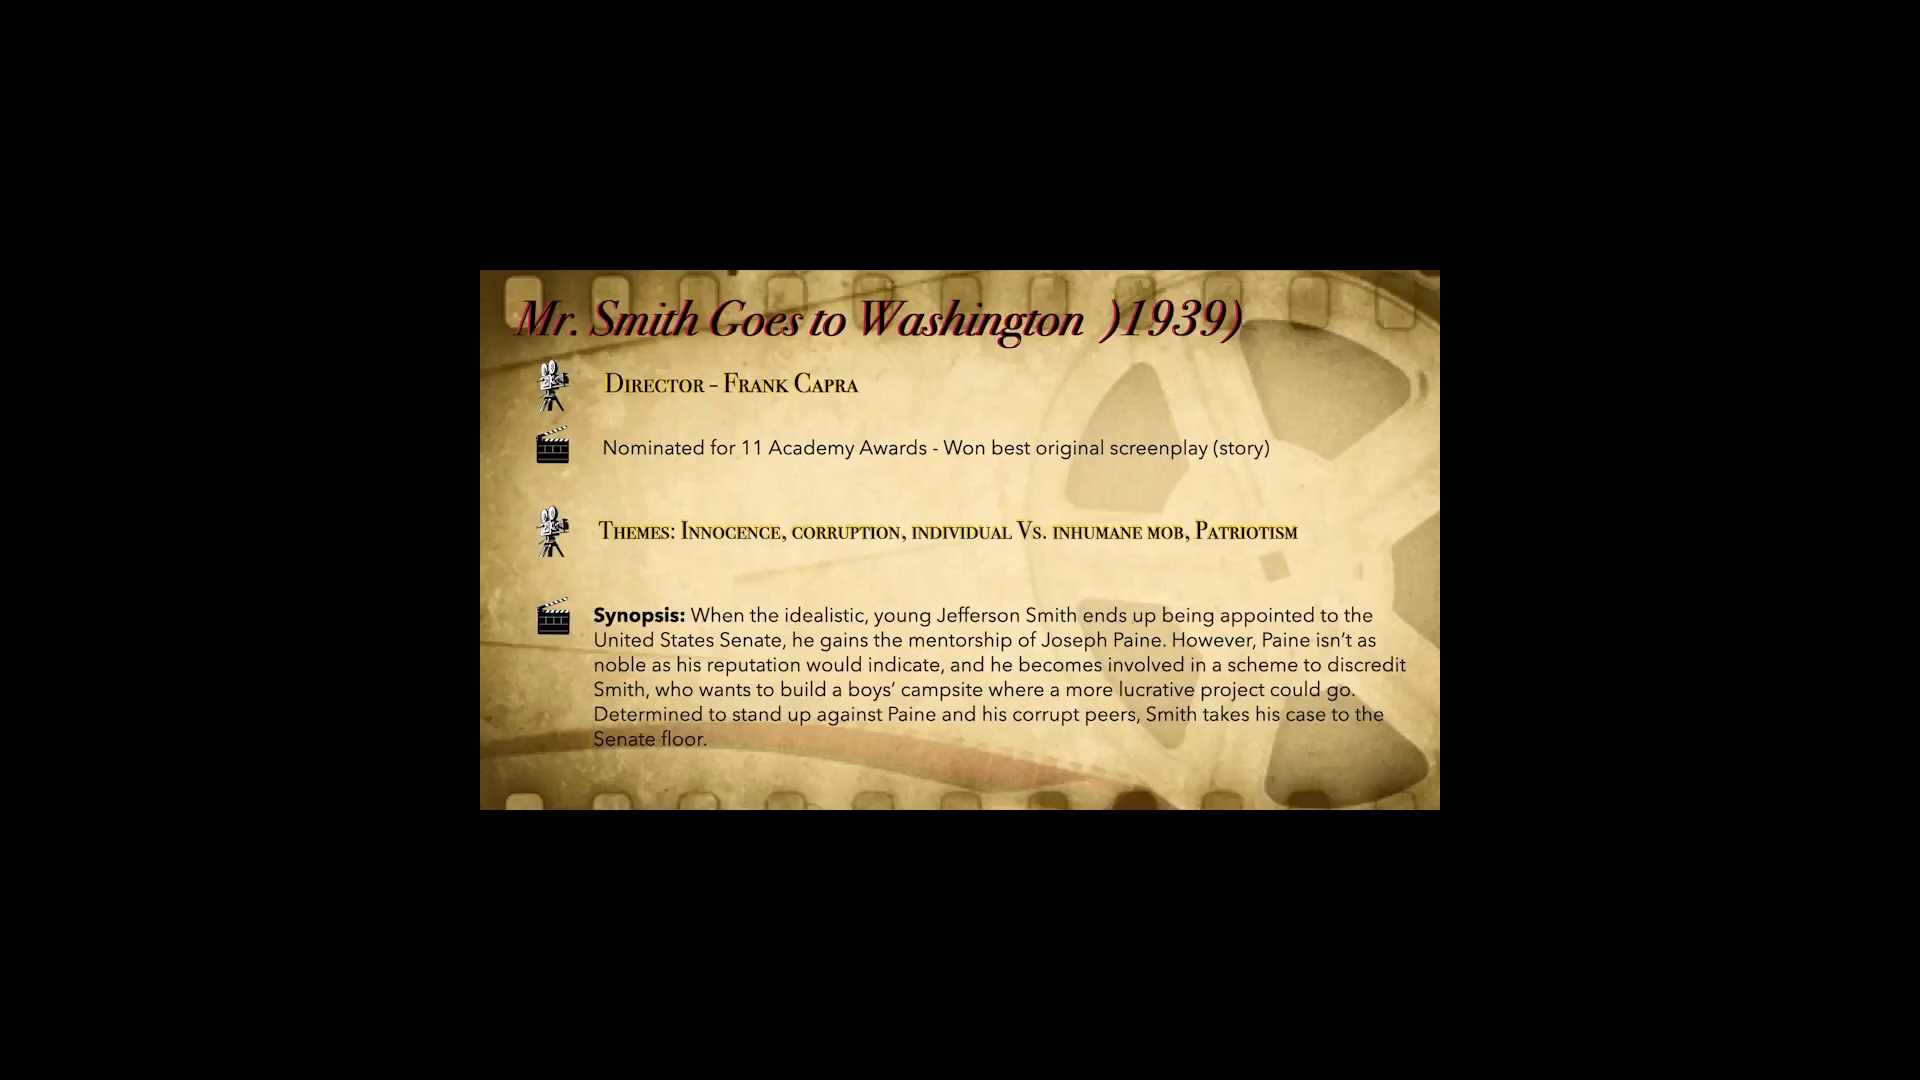 Mr. Smith Goes to Washington )1939)
Director - Frank Capra
Nominated for 11 Academy Awards - Won best original screenplay (story)
Themes: Innocence, corruption, individual Vs. inhumane mob, Patriotism
Synopsis: When the idealistic, young Jefferson Smith ends up being appointed to the
United States Senate, he gains the mentorship of Joseph Paine. However, Paine isn’t as
noble as his reputation would indicate, and he becomes involved in a scheme to discredit
Smith, who wants to build a boys’ campsite where a more lucrative project could go.
Determined to stand up against Paine and his corrupt peers, Smith takes his case to the
Senate floor.